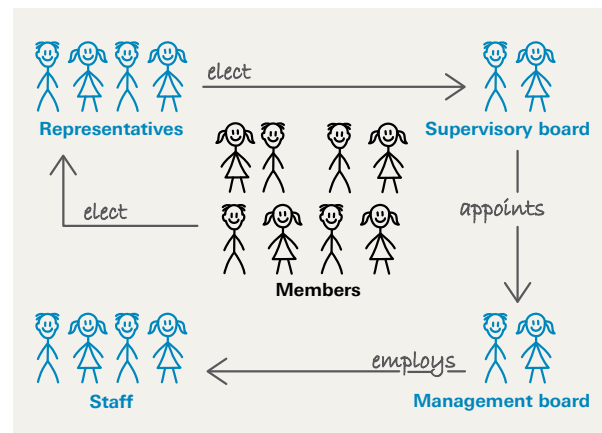 elect
Representatives
Supervisory board
elect
appoints
Members
employs
Staff
Management board